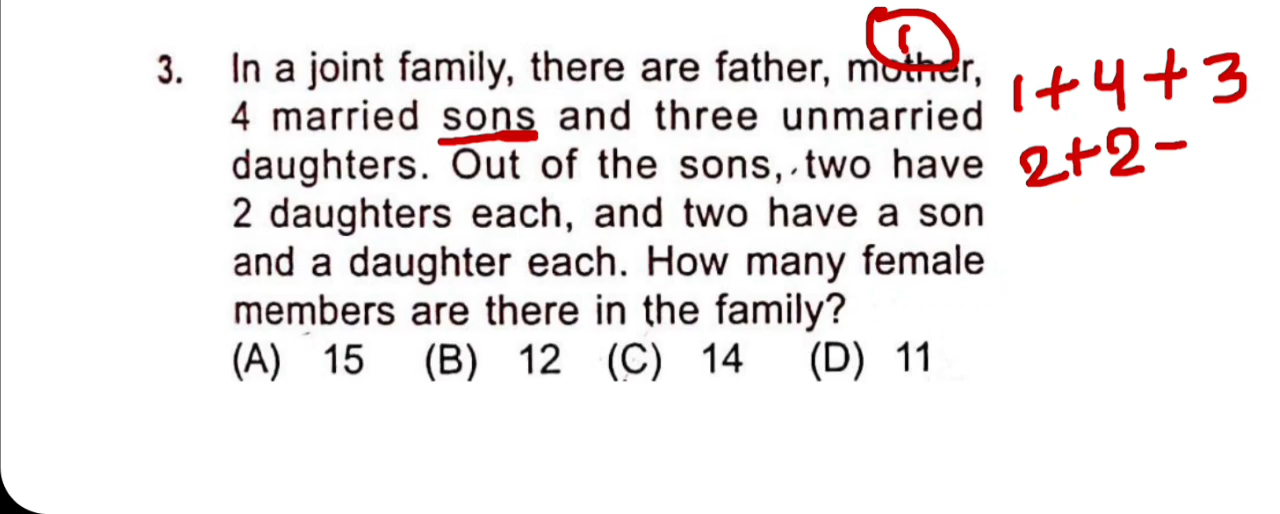 3. In a joint family, there are father, mother,
4 married sons and three unmarried
daughters. Out of the sons, two have
2 daughters each, and two have a son
and a daughter each. How many female
members are there in the family?
(A) 15 (B) 12 (C) 14 (D) 11
1
1+4+3
2+2-